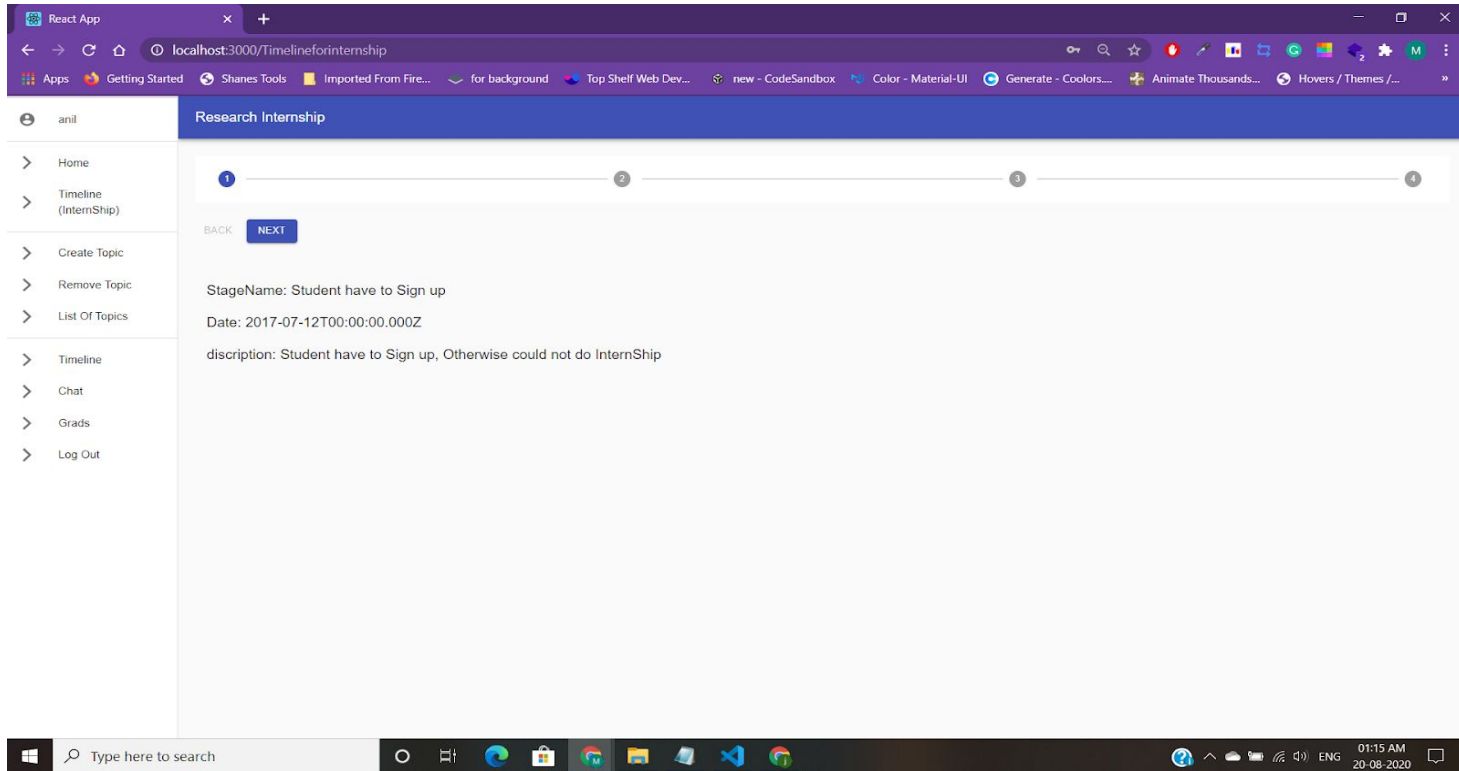 React App
localhost:3000/Timelineforinternship
Apps Getting Started Shanes Tools Imported From Fire... for background Top Shelf Web Dev... new - CodeSandbox Color - Material-UI Generate - Coolors.... Animate Thousands... Hovers / Themes /... »
anil
Research Internship
Home
Timeline
(InternShip)
Create Topic
Remove Topic
List Of Topics
Timeline
Chat
Grads
Log Out
1 2 3 4
BACK NEXT
StageName: Student have to Sign up
Date: 2017-07-12T00:00:00.000Z
discription: Student have to Sign up, Otherwise could not do InternShip
Type here to search
ENG
01:15 AM
20-08-2020